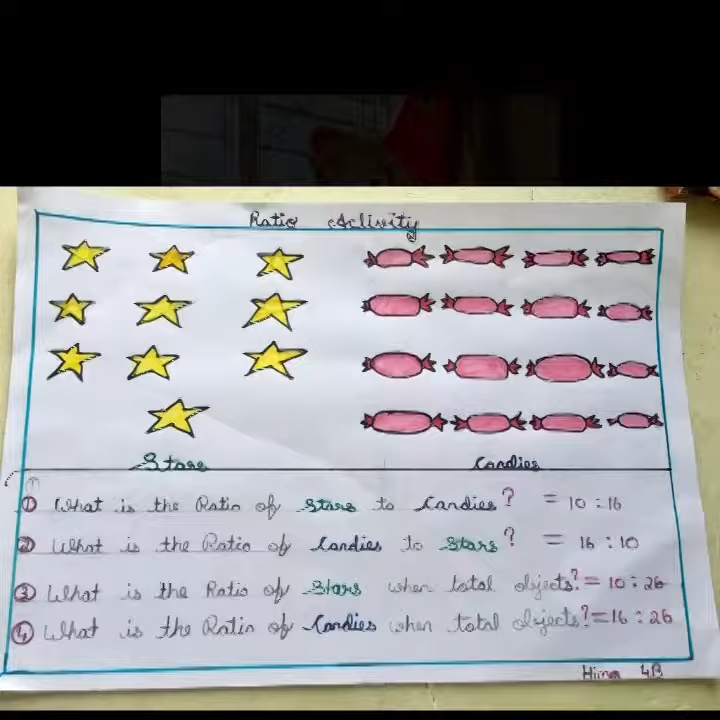 Ratio Activity
Stars
Candies
① What is the Ratio of Stars to Candies? = 10 : 16
② What is the Ratio of Candies to Stars? = 16 : 10
③ What is the Ratio of Stars when total objects? = 10 : 26
④ What is the Ratio of Candies when total objects? = 16 : 26
Hima 4B